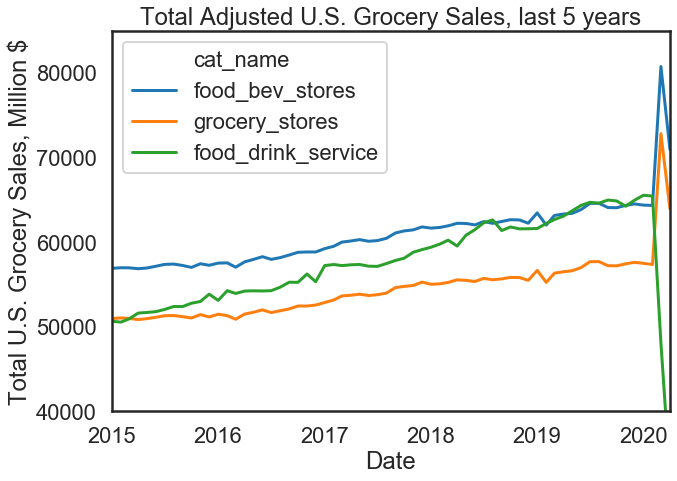 Total Adjusted U.S. Grocery Sales, last 5 years
Total U.S. Grocery Sales, Million $
80000
70000
60000
50000
40000
cat_name
food_bev_stores
grocery_stores
food_drink_service
2015
2016
2017
2018
2019
2020
Date